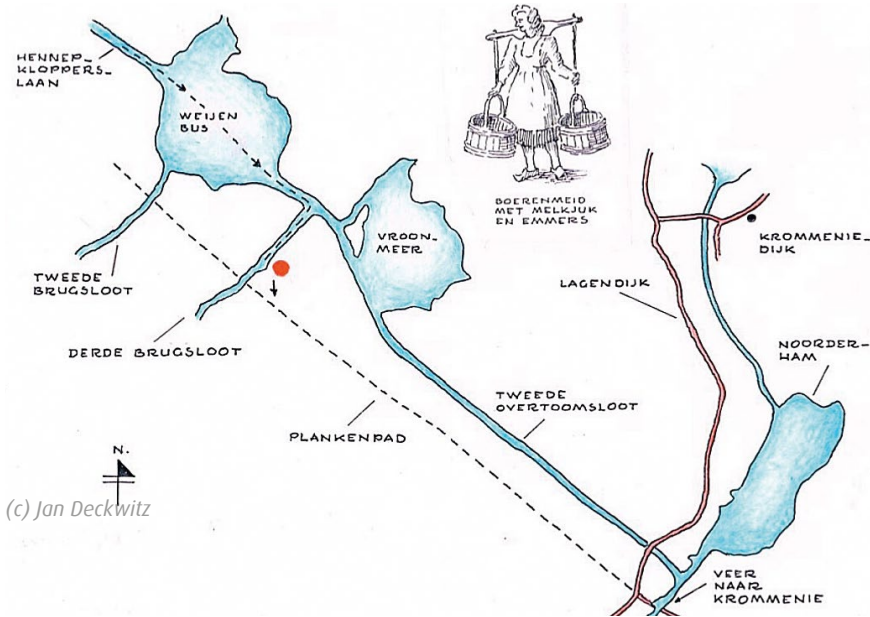 HENNEP-
KLOPPERS-
LAAN
WEIJEN
BUS
BOERENMEID
MET MELKJUK
EN EMMERS
VROON-
MEER
KROMMENIE-
DIJK
TWEEDE
BRUGSLOOT
LAGENDIJK
DERDE BRUGSLOOT
NOORDER-
HAM
TWEEDE
OVERTOOMSLOOT
PLANKENPAD
N.
(c) Jan Deckwitz
VEER
NAAR
KROMMENIE